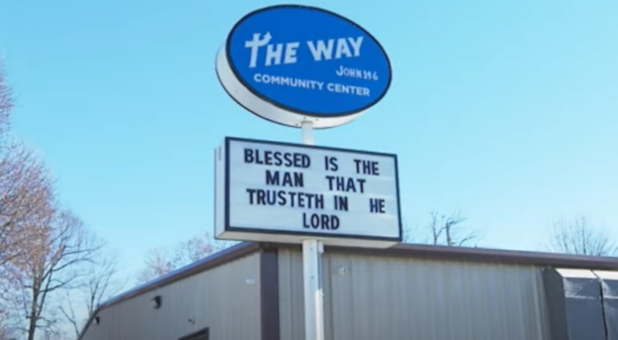 THE WAY
JOHN 14:6
COMMUNITY CENTER
BLESSED IS THE
MAN THAT
TRUSTETH IN HE
LORD